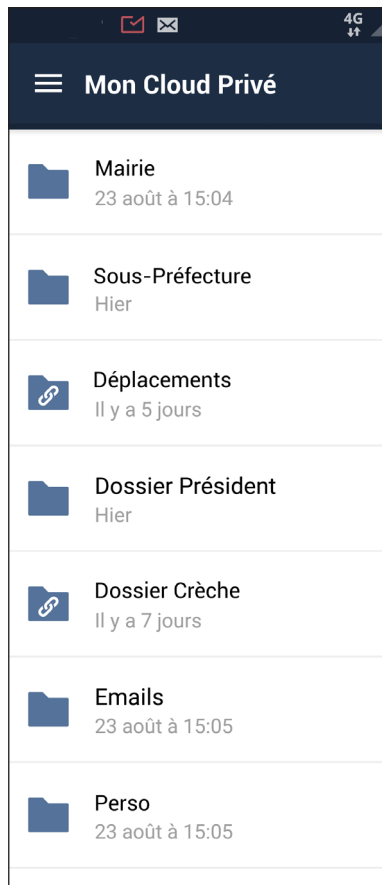 4G
Mon Cloud Privé
Mairie
23 août à 15:04
Sous-Préfecture
Hier
Déplacements
Il y a 5 jours
Dossier Président
Hier
Dossier Crèche
Il y a 7 jours
Emails
23 août à 15:05
Perso
23 août à 15:05